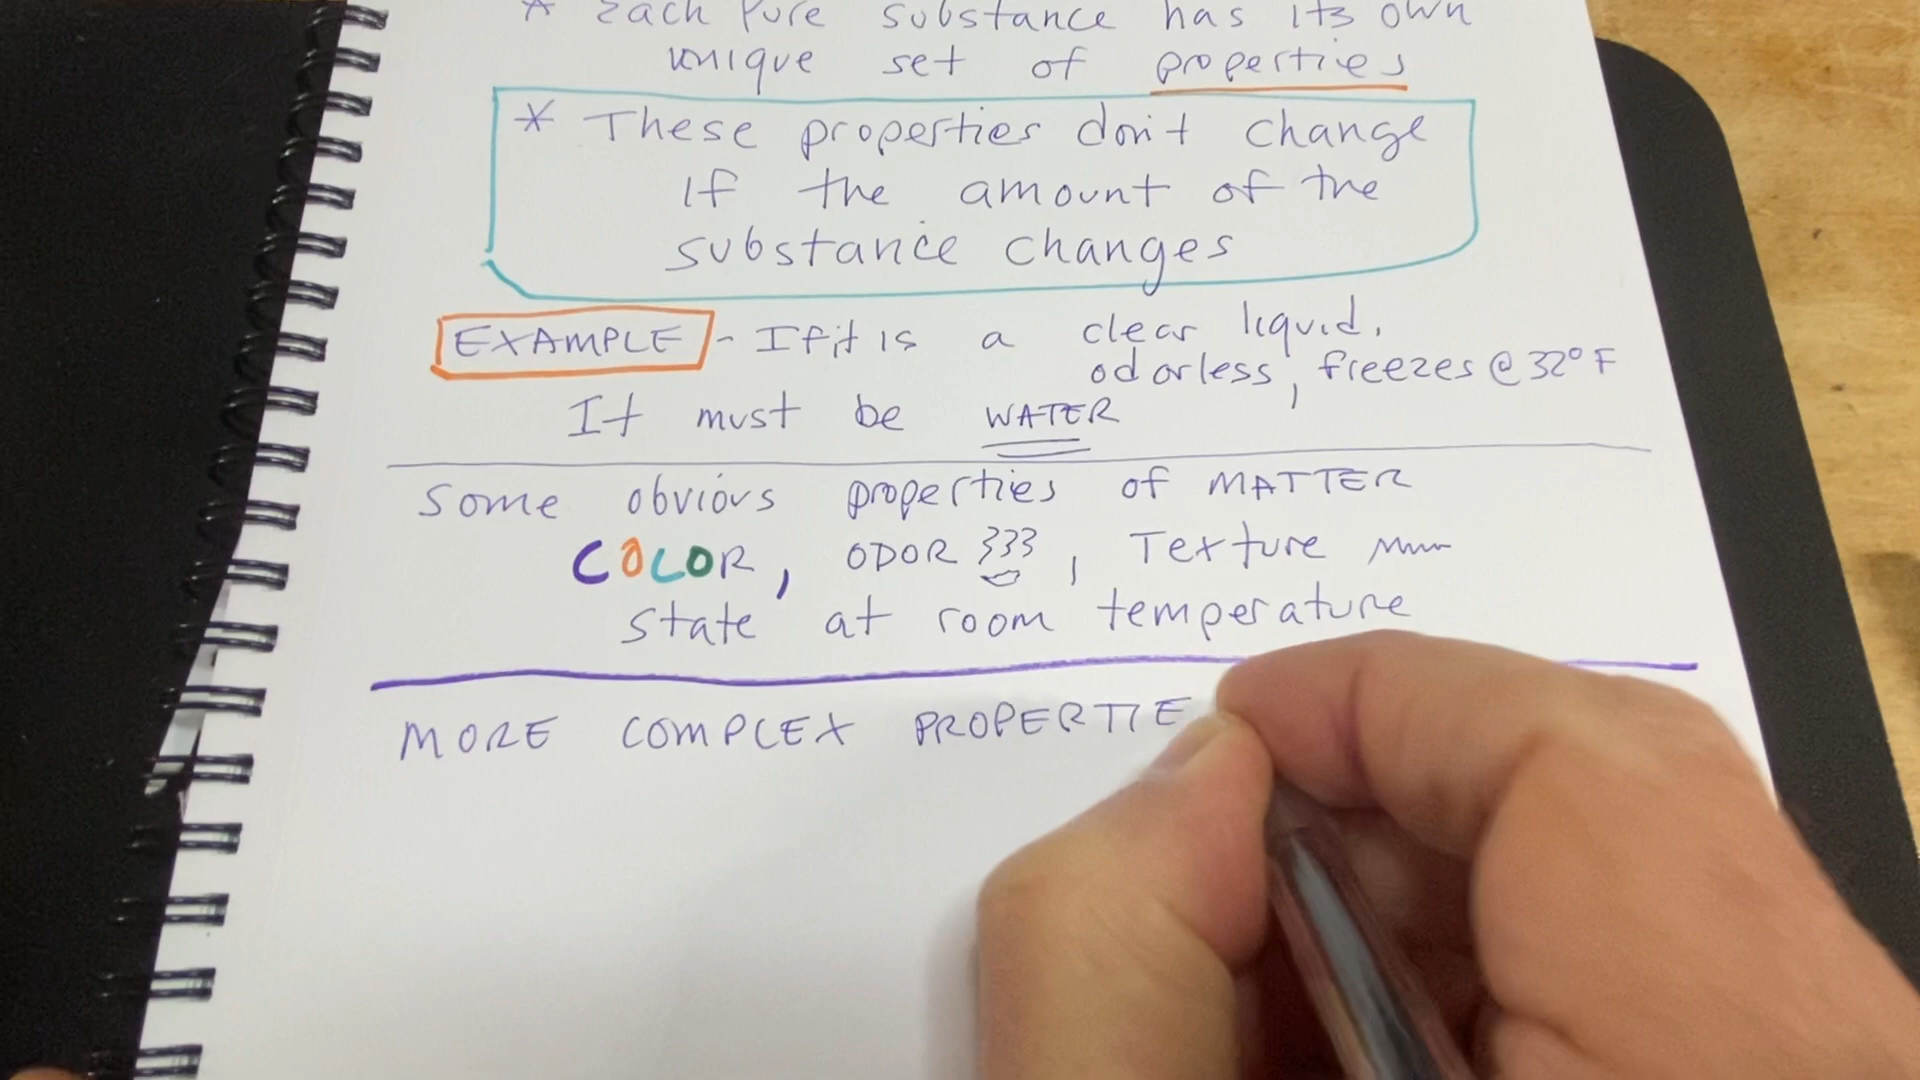 * Each Pure substance has its own
unique set of properties
* These properties don't change
If the amount of the
substance changes
EXAMPLE - If it is a clear liquid,
odorless, freezes @ 32° F
It must be WATER
Some obvious properties of MATTER
COLOR, ODOR, Texture
state at room temperature
MORE COMPLEX PROPERTIE